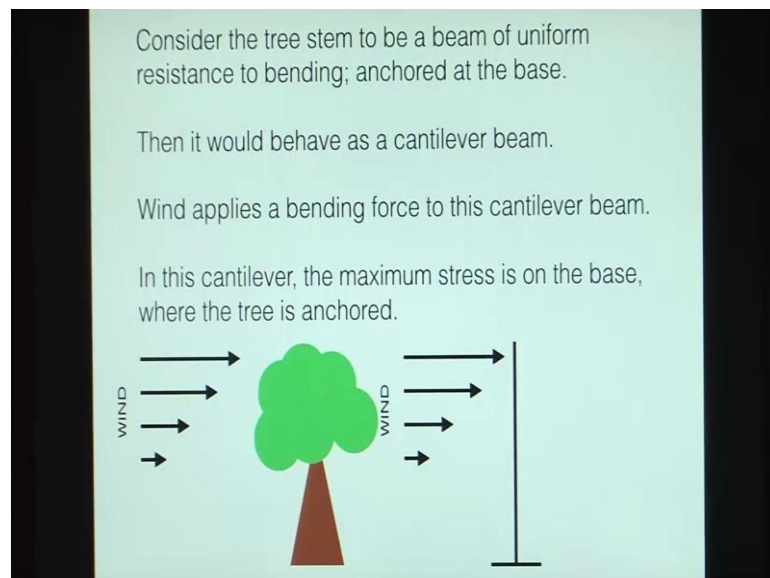 Consider the tree stem to be a beam of uniform
resistance to bending; anchored at the base.
Then it would behave as a cantilever beam.
Wind applies a bending force to this cantilever beam.
In this cantilever, the maximum stress is on the base,
where the tree is anchored.
WIND
WIND